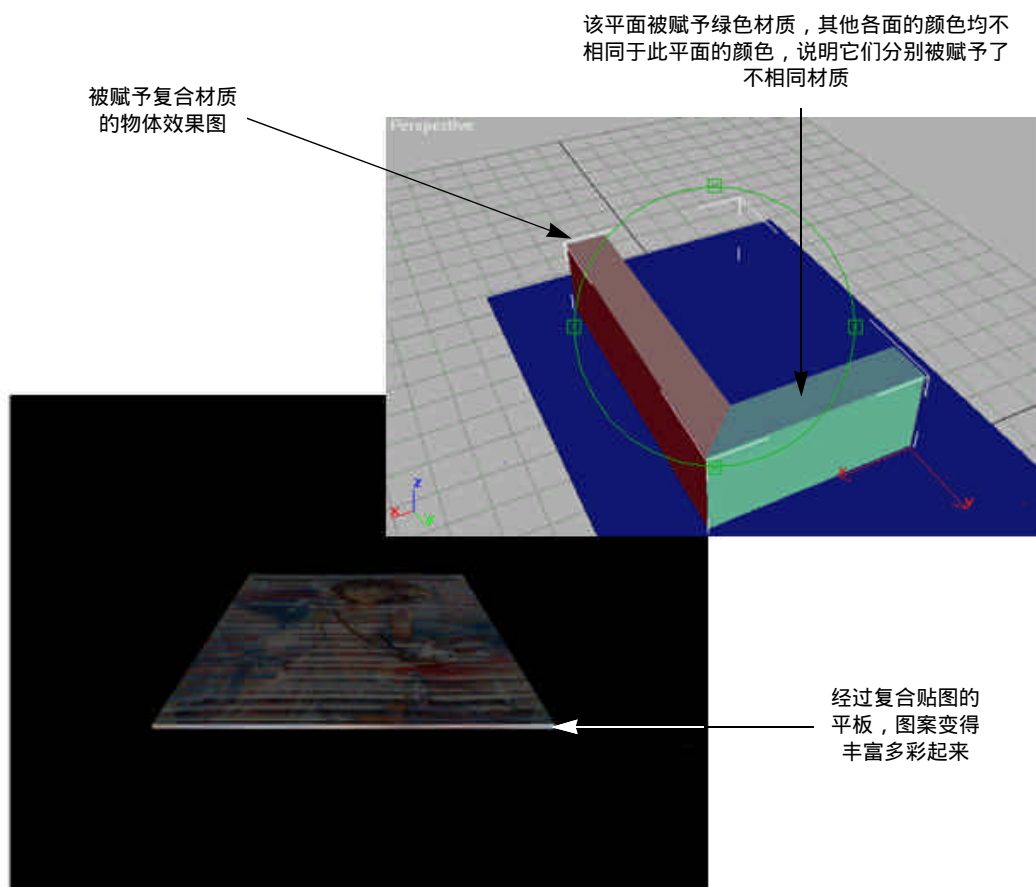 该平面被赋予绿色材质，其他各面的颜色均不
相同于此平面的颜色，说明它们分别被赋予了
不相同材质
被赋予复合材质
的物体效果图
Perspective
z
x
y
x
y
经过复合贴图的
平板，图案变得
丰富多彩起来